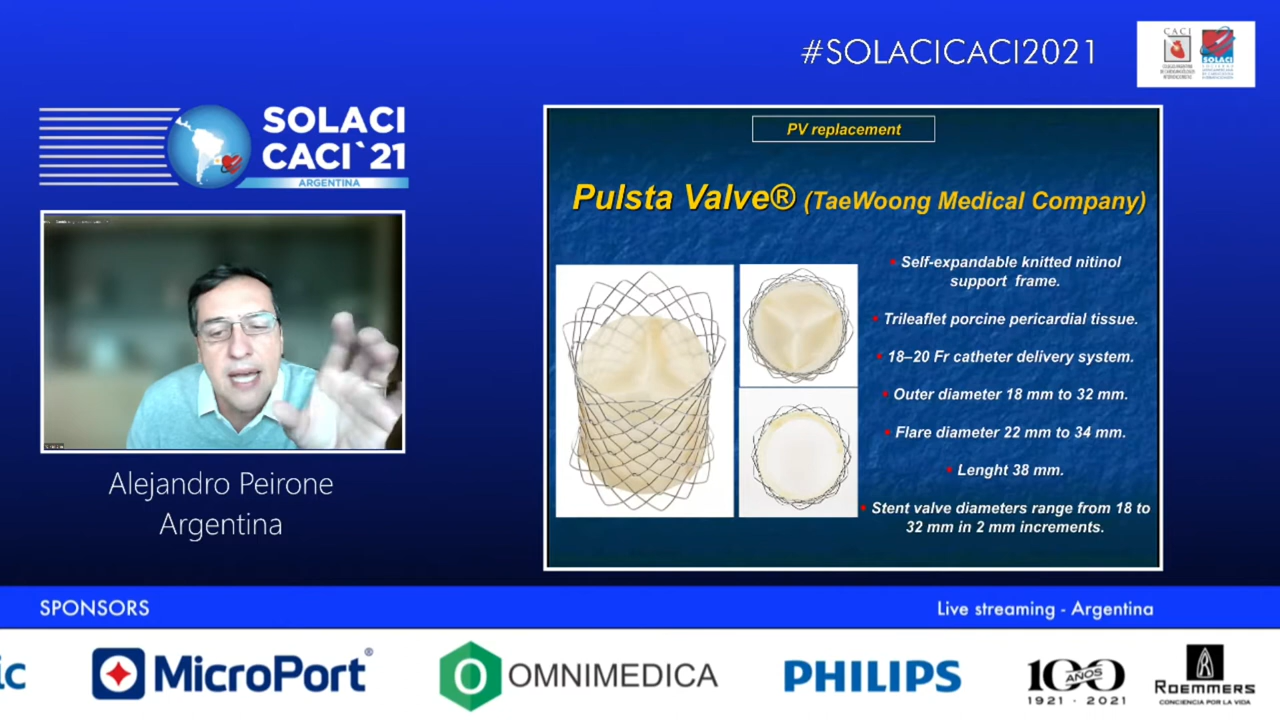 #SOLACICACI2021
CACI
SOLACI
SOLACI
CACI`21
ARGENTINA
PV replacement
Pulsta Valve® (TaeWoong Medical Company)
• Self-expandable knitted nitinol
support frame.
• Trileaflet porcine pericardial tissue.
• 18–20 Fr catheter delivery system.
• Outer diameter 18 mm to 32 mm.
• Flare diameter 22 mm to 34 mm.
• Lenght 38 mm.
• Stent valve diameters range from 18 to
32 mm in 2 mm increments.
Alejandro Peirone
Argentina
SPONSORS
Live streaming - Argentina
ic
MicroPort®
OMNIMEDICA
PHILIPS
100
AÑOS
1921 · 2021
R
ROEMMERS
CONCIENCIA POR LA VIDA